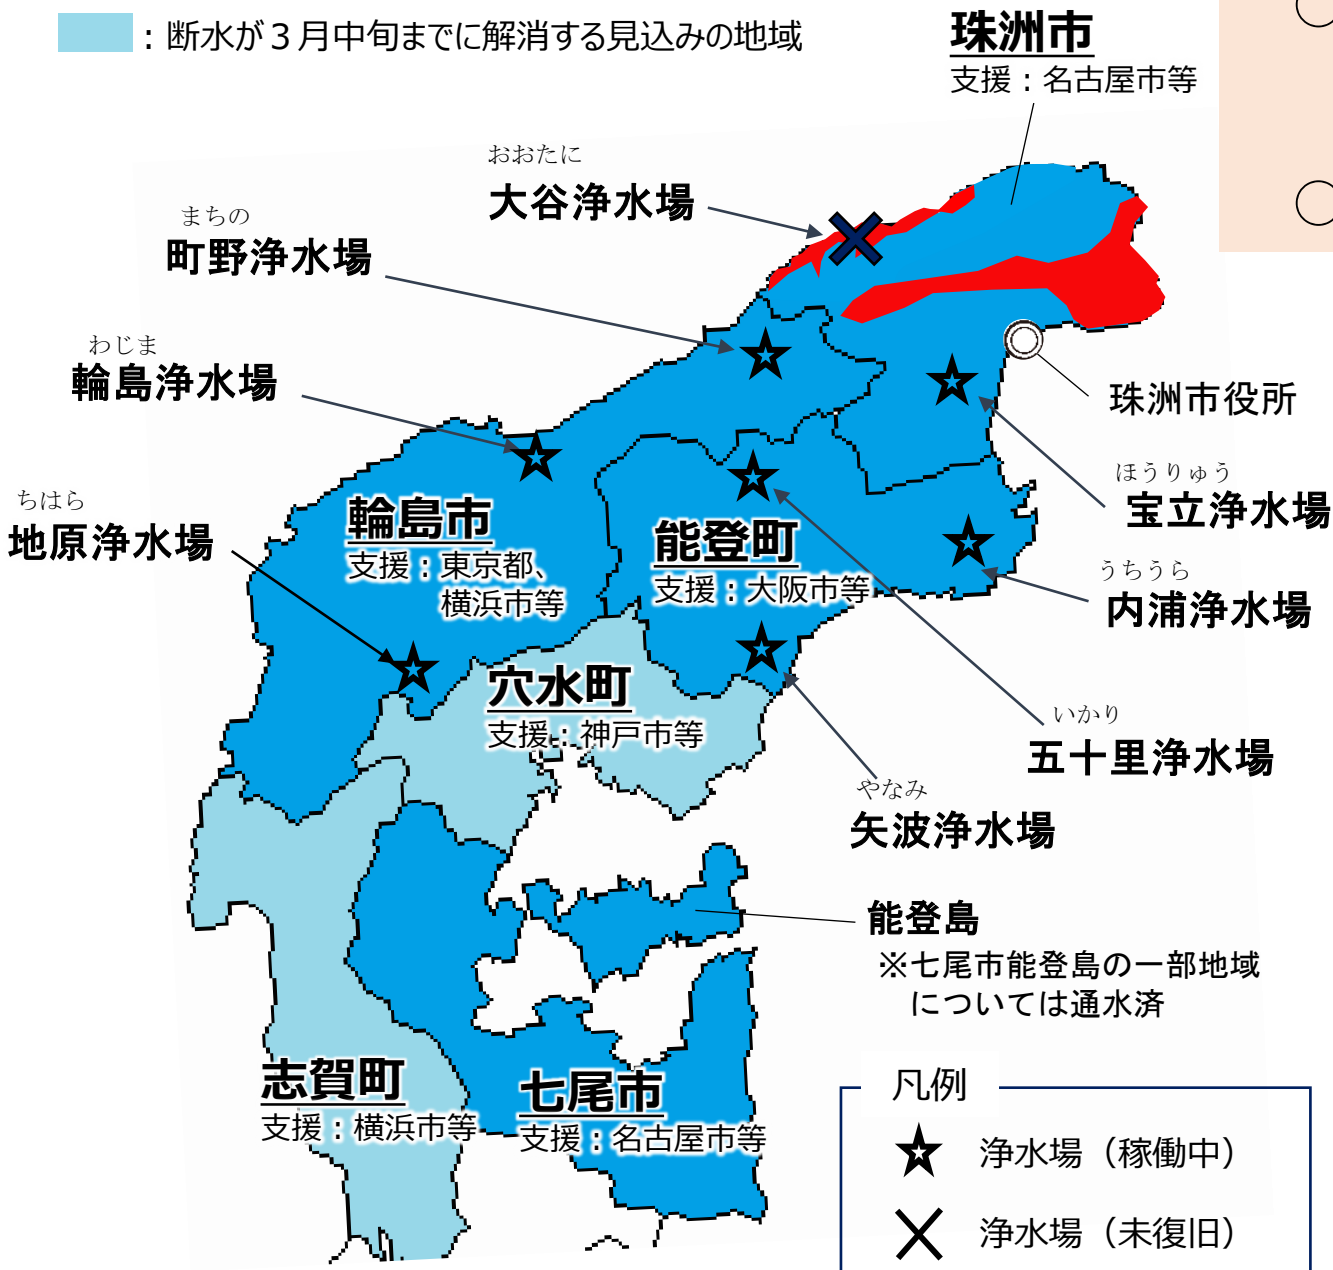 ：断水が３月中旬までに解消する見込みの地域
珠洲市
支援：名古屋市等
おおたに
大谷浄水場
まちの
町野浄水場
わじま
輪島浄水場
珠洲市役所
ほうりゅう
宝立浄水場
ちはら
地原浄水場
輪島市
支援：東京都、
横浜市等
能登町
支援：大阪市等
うちうら
内浦浄水場
穴水町
支援：神戸市等
いかり
五十里浄水場
やなみ
矢波浄水場
能登島
※七尾市能登島の一部地域
については通水済
志賀町
支援：横浜市等
七尾市
支援：名古屋市等
凡例
浄水場（稼働中）
浄水場（未復旧）